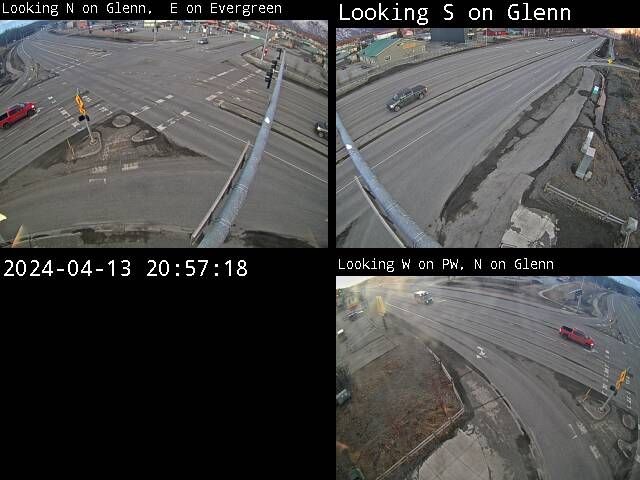 Looking N on Glenn, E on Evergreen
Looking S on Glenn
2024-04-13 20:57:18
Looking W on PW, N on Glenn